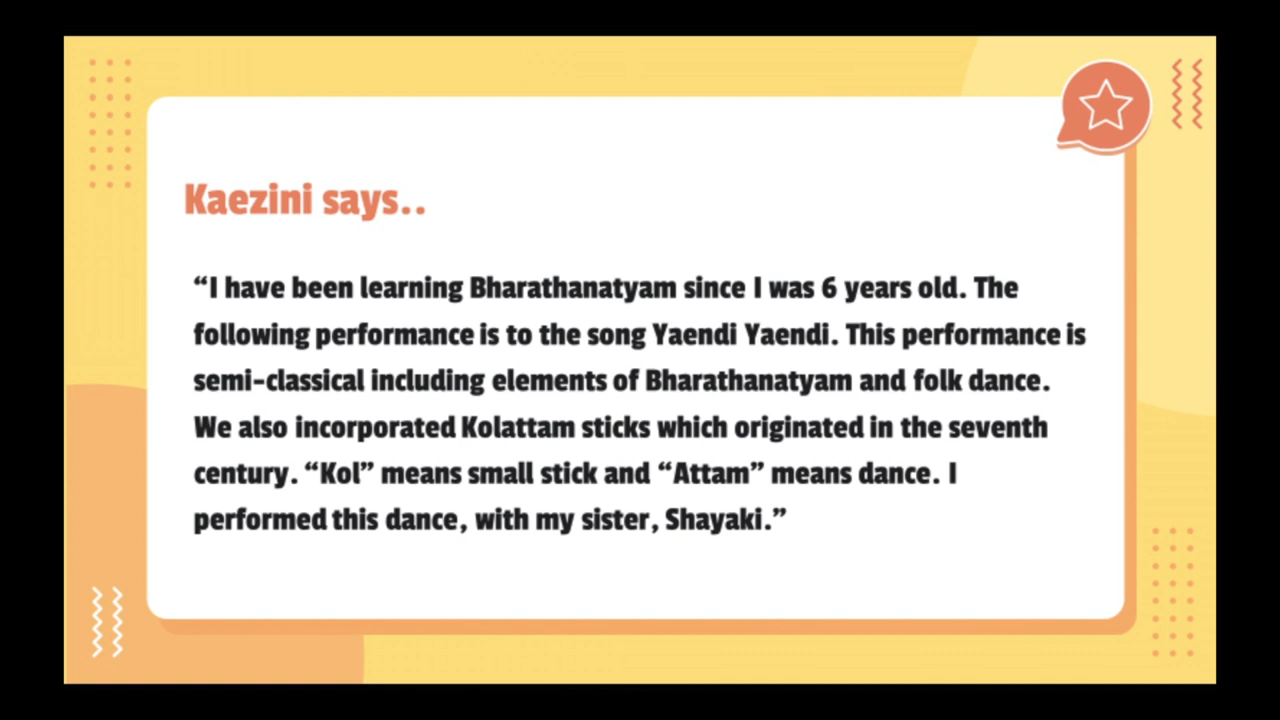 Kaezini says..
“I have been learning Bharathanatyam since I was 6 years old. The
following performance is to the song Yaendi Yaendi. This performance is
semi-classical including elements of Bharathanatyam and folk dance.
We also incorporated Kolattam sticks which originated in the seventh
century. “Kol” means small stick and “Attam” means dance. I
performed this dance, with my sister, Shayaki.”